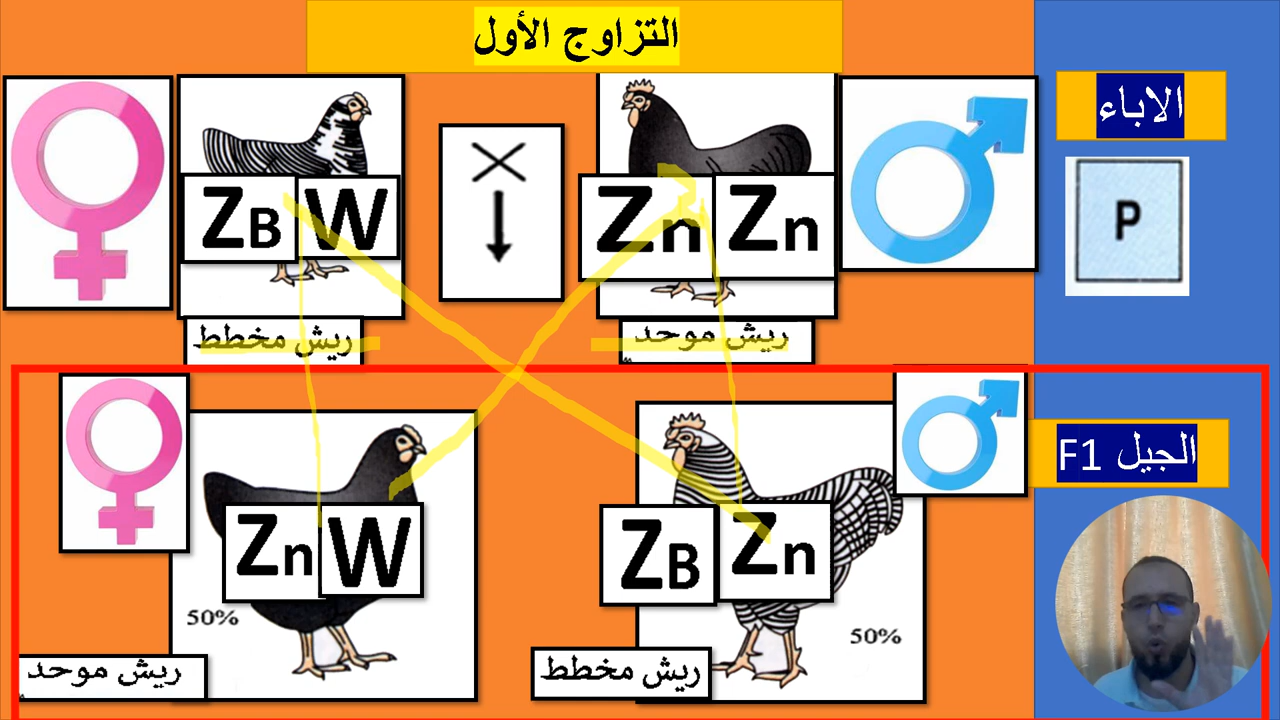 التزاوج الأول
الاباء
P
ZB W
Zn Zn
ريش مخطط
ريش موحد
الجيل F1
Zn W
ZB Zn
50%
50%
ريش موحد
ريش مخطط